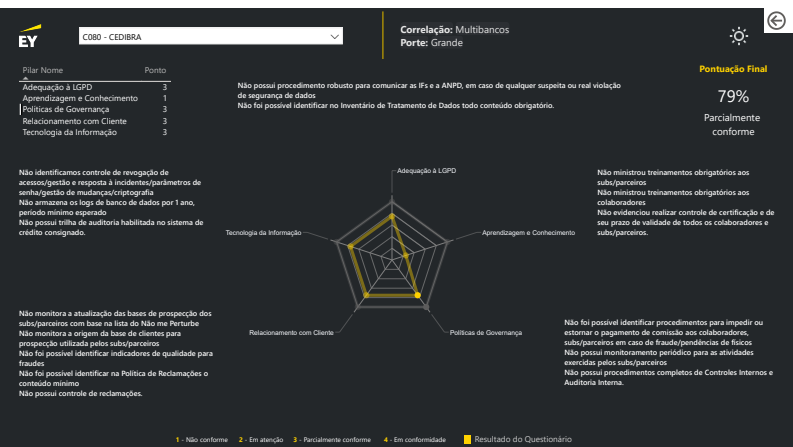 EY
C080 - CEDIBRA
Correlação: Multibancos
Porte: Grande
Pilar Nome Ponto
Adequação à LGPD 3
Aprendizagem e Conhecimento 1
Políticas de Governança 3
Relacionamento com Cliente 3
Tecnologia da Informação 3
Não possui procedimento robusto para comunicar as IFs e a ANPD, em caso de qualquer suspeita ou real violação
de segurança de dados
Não foi possível identificar no Inventário de Tratamento de Dados todo conteúdo obrigatório.
Pontuação Final
79%
Parcialmente
conforme
Não identificamos controle de revogação de
acessos/gestão e resposta à incidentes/parâmetros de
senha/gestão de mudanças/criptografia
Não armazena os logs de banco de dados por 1 ano,
período mínimo esperado
Não possui trilha de auditoria habilitada no sistema de
crédito consignado.
Adequação à LGPD
Não ministrou treinamentos obrigatórios aos
subs/parceiros
Não ministrou treinamentos obrigatórios aos
colaboradores
Não evidenciou realizar controle de certificação e de
seu prazo de validade de todos os colaboradores e
subs/parceiros.
Tecnologia da Informação
Aprendizagem e Conhecimento
Relacionamento com Cliente
Políticas de Governança
Não monitora a atualização das bases de prospecção dos
subs/parceiros com base na lista do Não me Perturbe
Não monitora a origem da base de clientes para
prospecção utilizada pelos subs/parceiros
Não foi possível identificar indicadores de qualidade para
fraudes
Não foi possível identificar na Política de Reclamações o
conteúdo mínimo
Não possui controle de reclamações.
Não foi possível identificar procedimentos para impedir ou
estornar o pagamento de comissão aos colaboradores,
subs/parceiros em caso de fraude/pendências de físicos
Não possui monitoramento periódico para as atividades
exercidas pelos subs/parceiros
Não possui procedimentos completos de Controles Internos e
Auditoria Interna.
1 - Não conforme 2 - Em atenção 3 - Parcialmente conforme 4 - Em conformidade Resultado do Questionário